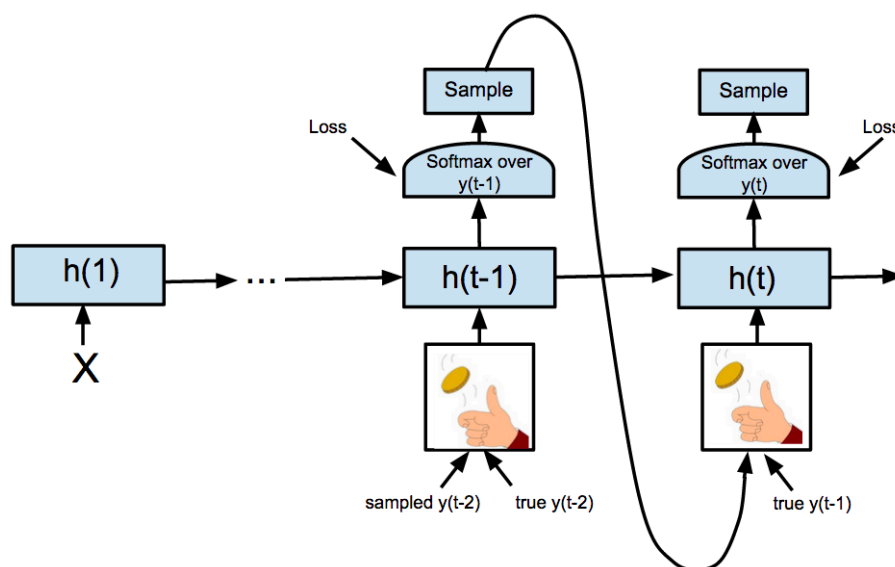 Sample
Sample
Loss
Loss
Softmax over
y(t-1)
Softmax over
y(t)
h(1)
...
h(t-1)
h(t)
X
sampled y(t-2)
true y(t-2)
true y(t-1)